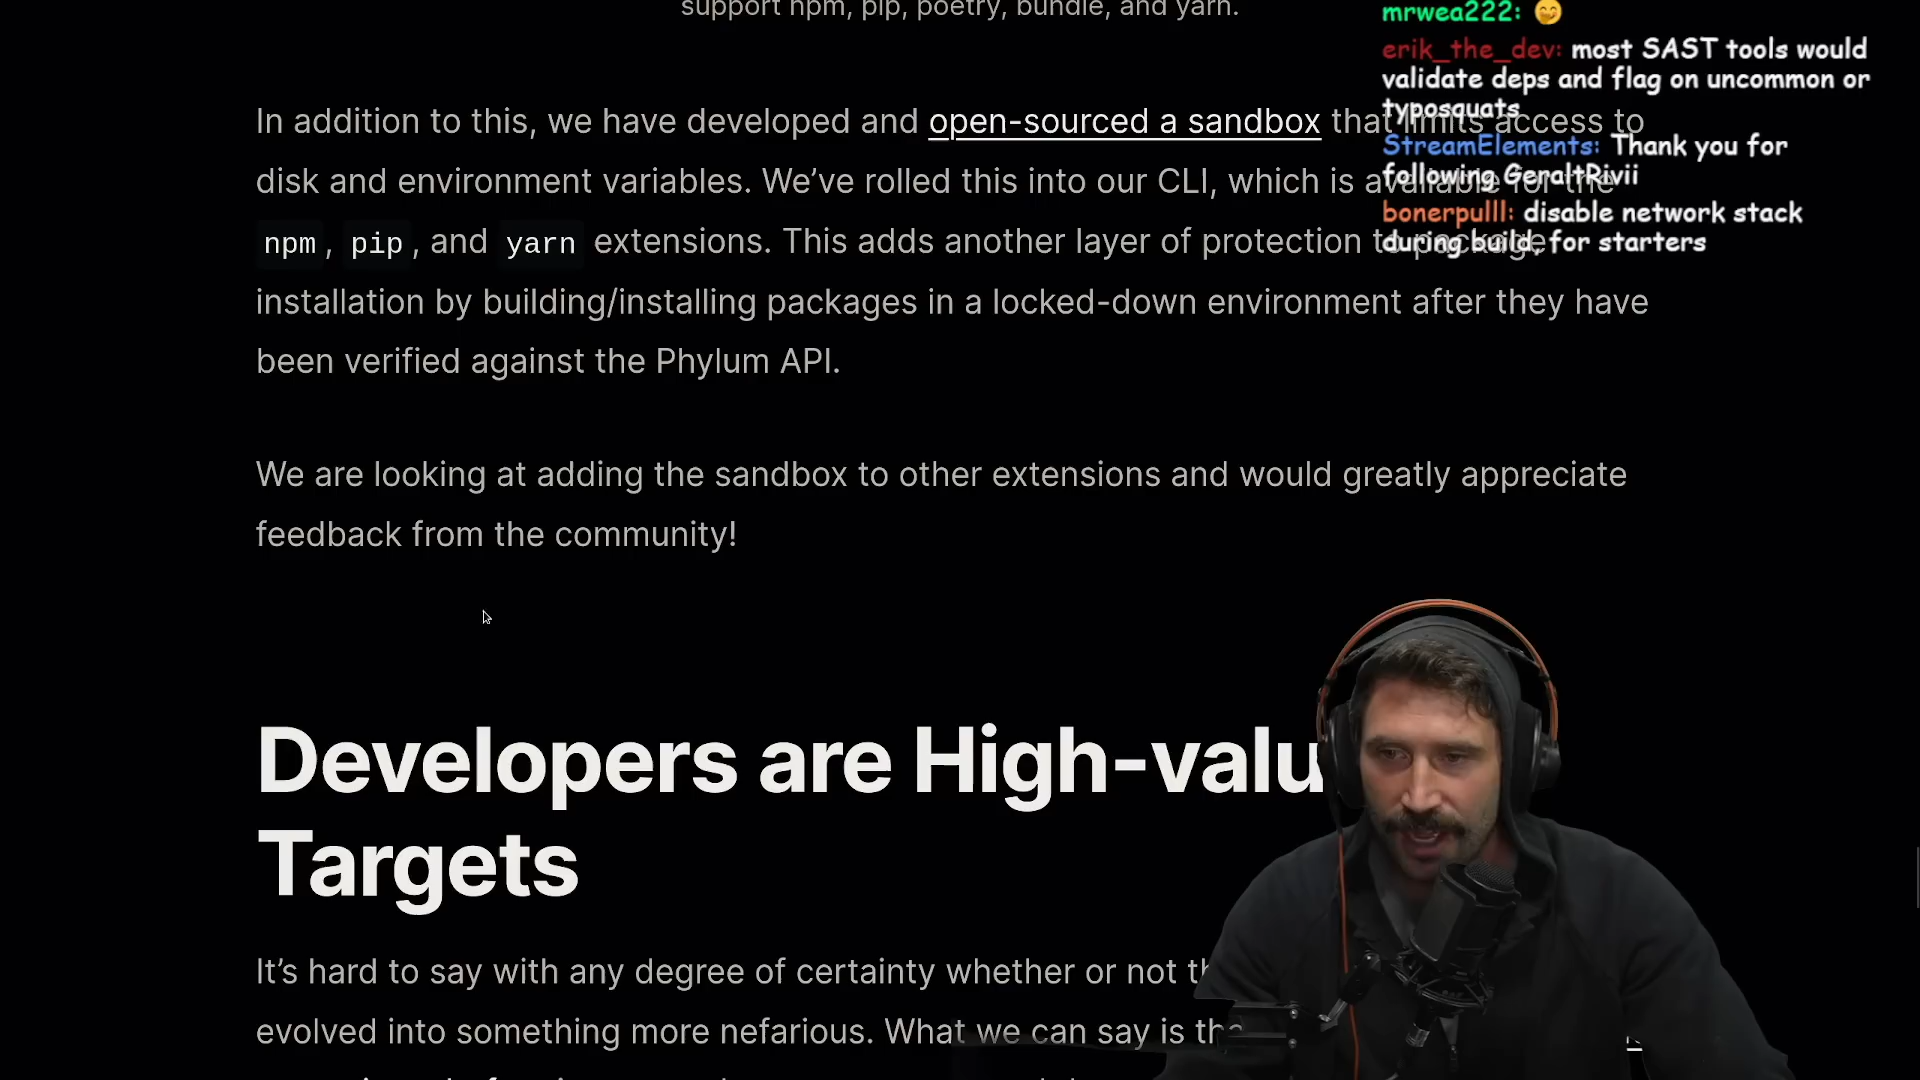 support npm, pip, poetry, bundle, and yarn.
mrwea222:
erik_the_dev: most SAST tools would
validate deps and flag on uncommon or
typosquats
StreamElements: Thank you for
following GeraltRivii
bonerpulll: disable network stack
during build, for starters
In addition to this, we have developed and open-sourced a sandbox that limits access to
disk and environment variables. We’ve rolled this into our CLI, which is available for the
npm, pip, and yarn extensions. This adds another layer of protection to package
installation by building/installing packages in a locked-down environment after they have
been verified against the Phylum API.
We are looking at adding the sandbox to other extensions and would greatly appreciate
feedback from the community!
Developers are High-valu
Targets
It’s hard to say with any degree of certainty whether or not
evolved into something more nefarious. What we can say is